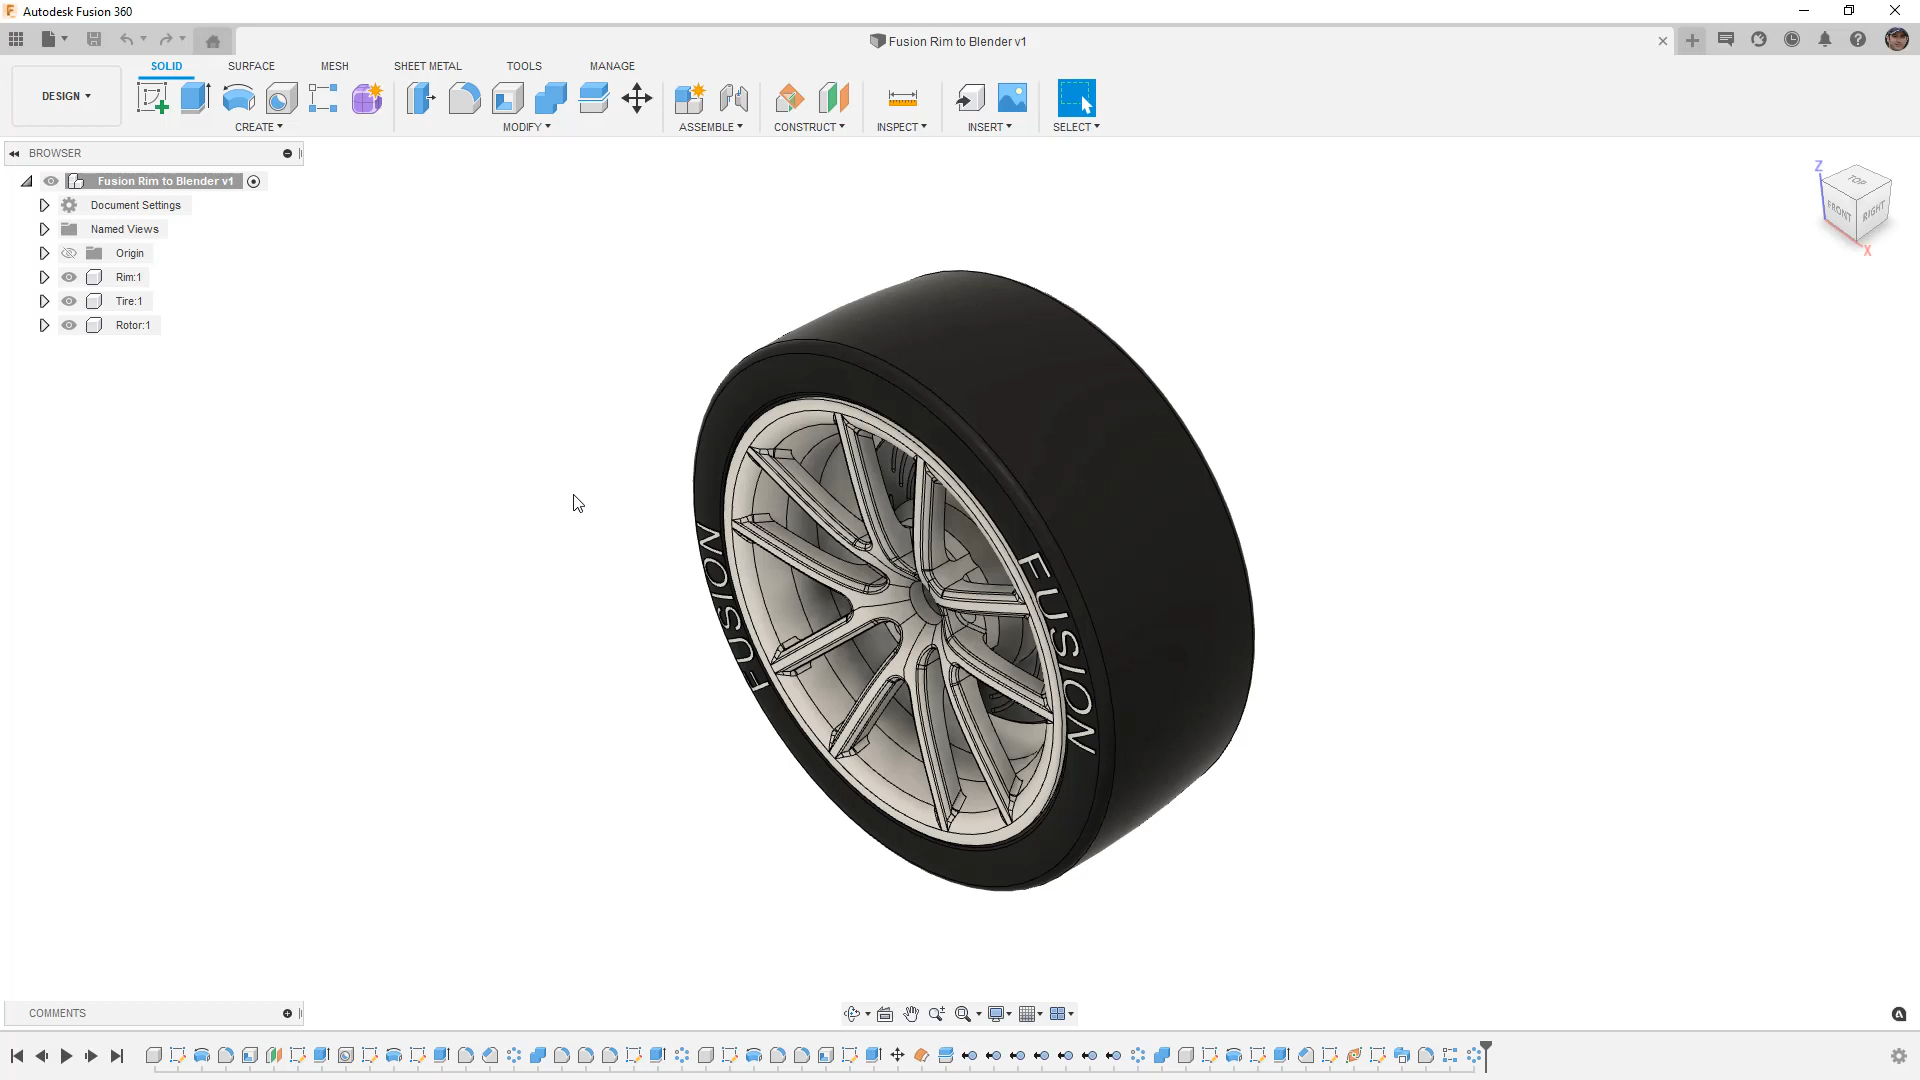 Autodesk Fusion 360
Fusion Rim to Blender v1
SOLID SURFACE MESH SHEET METAL TOOLS MANAGE
DESIGN
CREATE MODIFY ASSEMBLE CONSTRUCT INSPECT INSERT SELECT
BROWSER
Fusion Rim to Blender v1
Document Settings
Named Views
Origin
Rim:1
Tire:1
Rotor:1
Z
TOP
FRONT RIGHT
X
FUSION
FUSION
COMMENTS